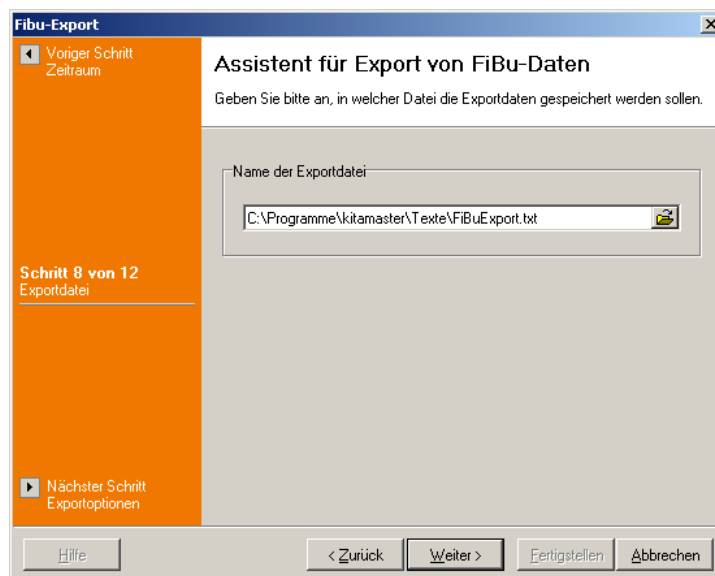 Fibu-Export
Voriger Schritt
Zeitraum
Assistent für Export von FiBu-Daten
Geben Sie bitte an, in welcher Datei die Exportdaten gespeichert werden sollen.
Name der Exportdatei
C:\Programme\kitamaster\Texte\FiBuExport.txt
Schritt 8 von 12
Exportdatei
Nächster Schritt
Exportoptionen
Hilfe
< Zurück
Weiter >
Fertigstellen
Abbrechen